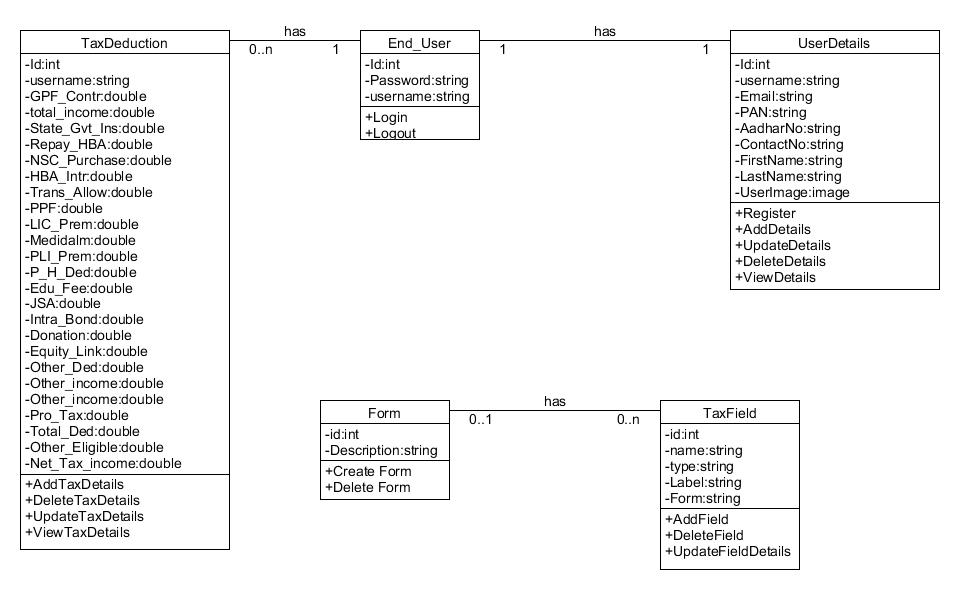 has
0..n
1
has
1
1
TaxDeduction
-Id:int
-username:string
-GPF_Contr:double
-total_income:double
-State_Gvt_Ins:double
-Repay_HBA:double
-NSC_Purchase:double
-HBA_Intr:double
-Trans_Allow:double
-PPF:double
-LIC_Prem:double
-Medidalm:double
-PLI_Prem:double
-P_H_Ded:double
-Edu_Fee:double
-JSA:double
-Intra_Bond:double
-Donation:double
-Equity_Link:double
-Other_Ded:double
-Other_income:double
-Other_income:double
-Pro_Tax:double
-Total_Ded:double
-Other_Eligible:double
-Net_Tax_income:double
+AddTaxDetails
+DeleteTaxDetails
+UpdateTaxDetails
+ViewTaxDetails
End_User
-Id:int
-Password:string
-username:string
+Login
+Logout
UserDetails
-Id:int
-username:string
-Email:string
-PAN:string
-AadharNo:string
-ContactNo:string
-FirstName:string
-LastName:string
-UserImage:image
+Register
+AddDetails
+UpdateDetails
+DeleteDetails
+ViewDetails
Form
-id:int
-Description:string
+Create Form
+Delete Form
has
0..1
0..n
TaxField
-id:int
-name:string
-type:string
-Label:string
-Form:string
+AddField
+DeleteField
+UpdateFieldDetails